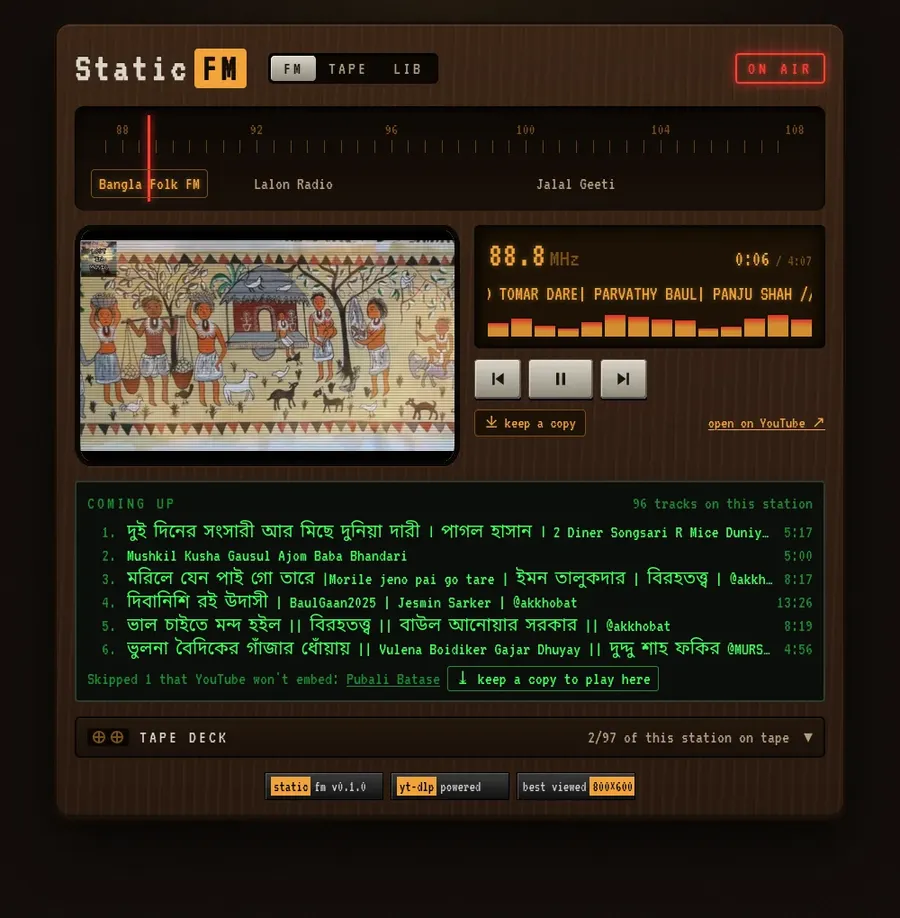 Static FM
FM TAPE LIB
ON AIR
88 92 96 100 104 108
Bangla Folk FM Lalon Radio Jalal Geeti
88.8 MHz 0:06 / 4:07
) TOMAR DARE| PARVATHY BAUL| PANJU SHAH //
keep a copy open on YouTube ↗
COMING UP 96 tracks on this station
1. দুই দিনের সংসারী আর মিছে দুনিয়া দারী । পাগল হাসান । 2 Diner Songsari R Mice Duniy… 5:17
2. Mushkil Kusha Gausul Ajom Baba Bhandari 5:00
3. মরিলে যেন পাই গো তারে |Morile jeno pai go tare | ইমন তালুকদার | বিরহতত্ত্ব | @akkh… 8:17
4. দিবানিশি রই উদাসী | BaulGaan2025 | Jesmin Sarker | @akkhobat 13:26
5. ভাল চাইতে মন্দ হইল || বিরহতত্ত্ব || বাউল আনোয়ার সরকার || @akkhobat 8:19
6. ভুলনা বৈদিকের গাঁজার ধোঁয়ায় || Vulena Boidiker Gajar Dhuyay || দুদ্দু শাহ ফকির @MURS… 4:56
Skipped 1 that YouTube won't embed: Pubali Batase keep a copy to play here
TAPE DECK 2/97 of this station on tape ▼
static fm v0.1.0 yt-dlp powered best viewed 800X600